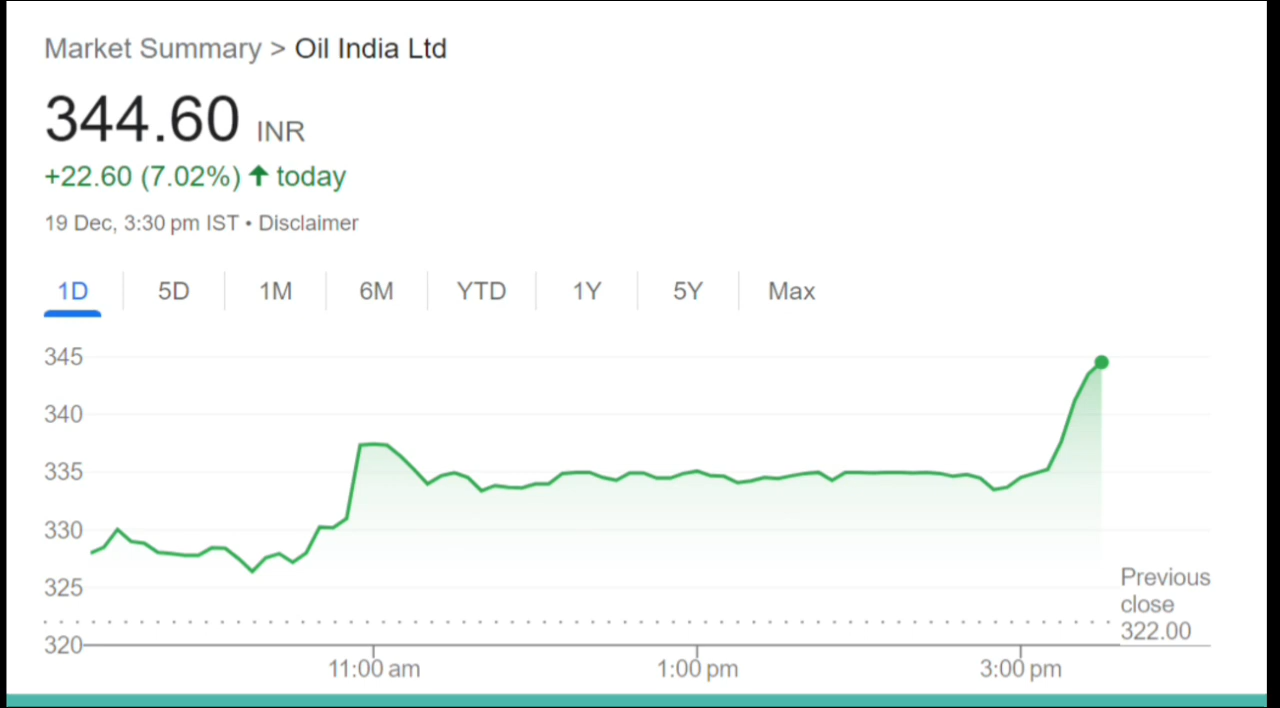 Market Summary > Oil India Ltd
344.60 INR
+22.60 (7.02%) ↑ today
19 Dec, 3:30 pm IST • Disclaimer
1D 5D 1M 6M YTD 1Y 5Y Max
345
340
335
330
325
320
Previous
close
322.00
11:00 am 1:00 pm 3:00 pm